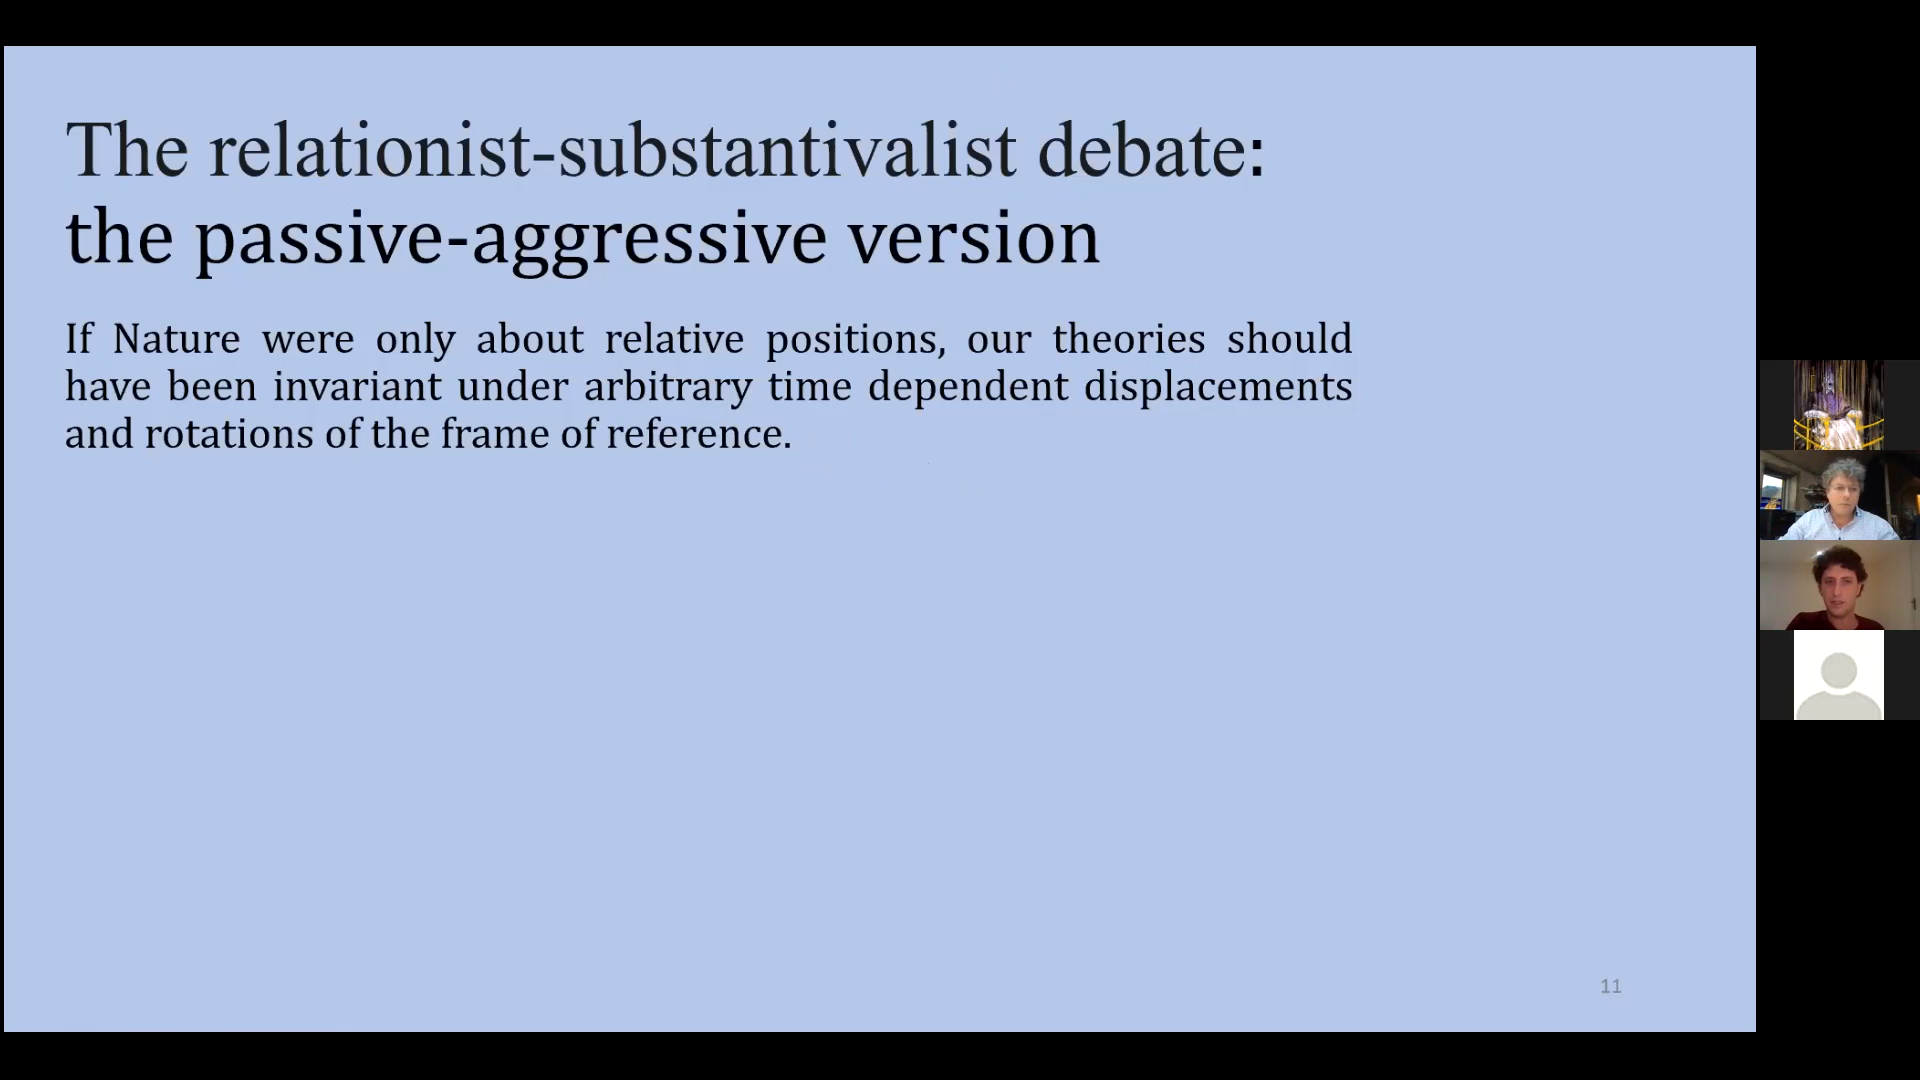 The relationist-substantivalist debate:
the passive-aggressive version
If Nature were only about relative positions, our theories should
have been invariant under arbitrary time dependent displacements
and rotations of the frame of reference.
11